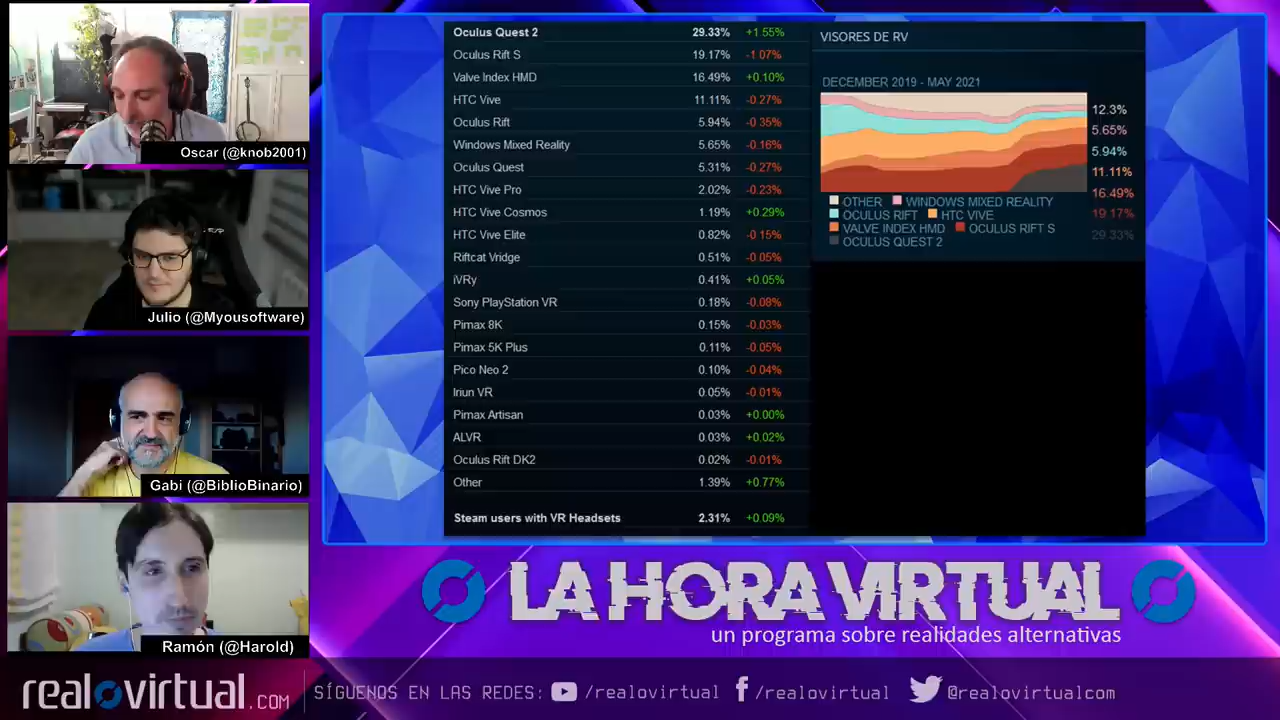 Oscar (@knob2001)
Julio (@Myousoftware)
Gabi (@BiblioBinario)
Ramón (@Harold)
Oculus Quest 2 29.33% +1.55%
Oculus Rift S 19.17% -1.07%
Valve Index HMD 16.49% +0.10%
HTC Vive 11.11% -0.27%
Oculus Rift 5.94% -0.35%
Windows Mixed Reality 5.65% -0.16%
Oculus Quest 5.31% -0.27%
HTC Vive Pro 2.02% -0.23%
HTC Vive Cosmos 1.19% +0.29%
HTC Vive Elite 0.82% -0.15%
Riftcat Vridge 0.51% -0.05%
iVRy 0.41% +0.05%
Sony PlayStation VR 0.18% -0.08%
Pimax 8K 0.15% -0.03%
Pimax 5K Plus 0.11% -0.05%
Pico Neo 2 0.10% -0.04%
Iriun VR 0.05% -0.01%
Pimax Artisan 0.03% +0.00%
ALVR 0.03% +0.02%
Oculus Rift DK2 0.02% -0.01%
Other 1.39% +0.77%
Steam users with VR Headsets 2.31% +0.09%
VISORES DE RV
DECEMBER 2019 - MAY 2021
12.3%
5.65%
5.94%
11.11%
16.49%
19.17%
29.33%
OTHER WINDOWS MIXED REALITY
OCULUS RIFT HTC VIVE
VALVE INDEX HMD OCULUS RIFT S
OCULUS QUEST 2
LA HORA VIRTUAL
un programa sobre realidades alternativas
realovirtual.com SÍGUENOS EN LAS REDES: /realovirtual /realovirtual @realovirtual.com